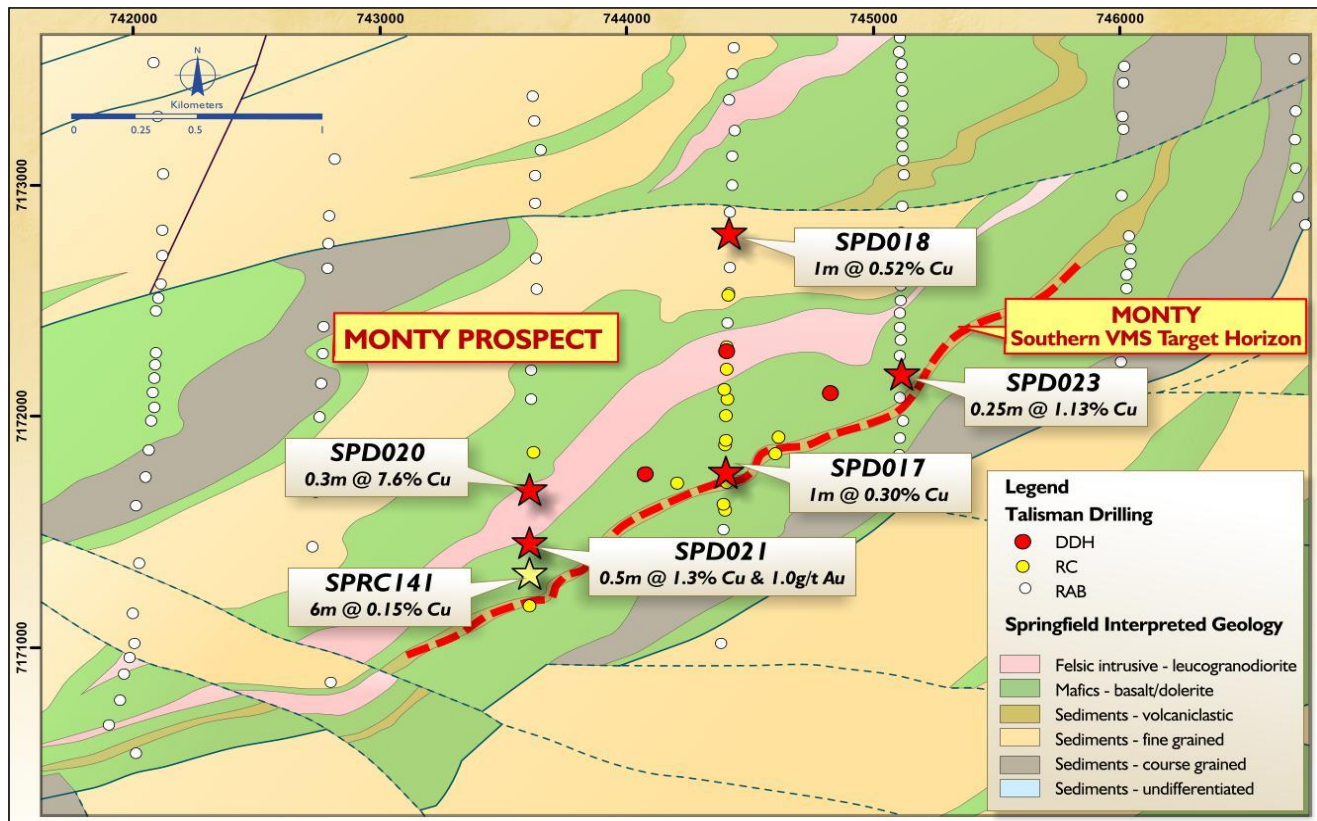 742000 743000 744000 745000 746000
N
Kilometers
0 0.25 0.5 1
7173000
7172000
7171000
SPD018
1m @ 0.52% Cu
MONTY PROSPECT
MONTY
Southern VMS Target Horizon
SPD023
0.25m @ 1.13% Cu
SPD020
0.3m @ 7.6% Cu
SPD017
1m @ 0.30% Cu
SPD021
0.5m @ 1.3% Cu & 1.0g/t Au
SPRC141
6m @ 0.15% Cu
Legend
Talisman Drilling
DDH
RC
RAB
Springfield Interpreted Geology
Felsic intrusive - leucogranodiorite
Mafics - basalt/dolerite
Sediments - volcaniclastic
Sediments - fine grained
Sediments - course grained
Sediments - undifferentiated